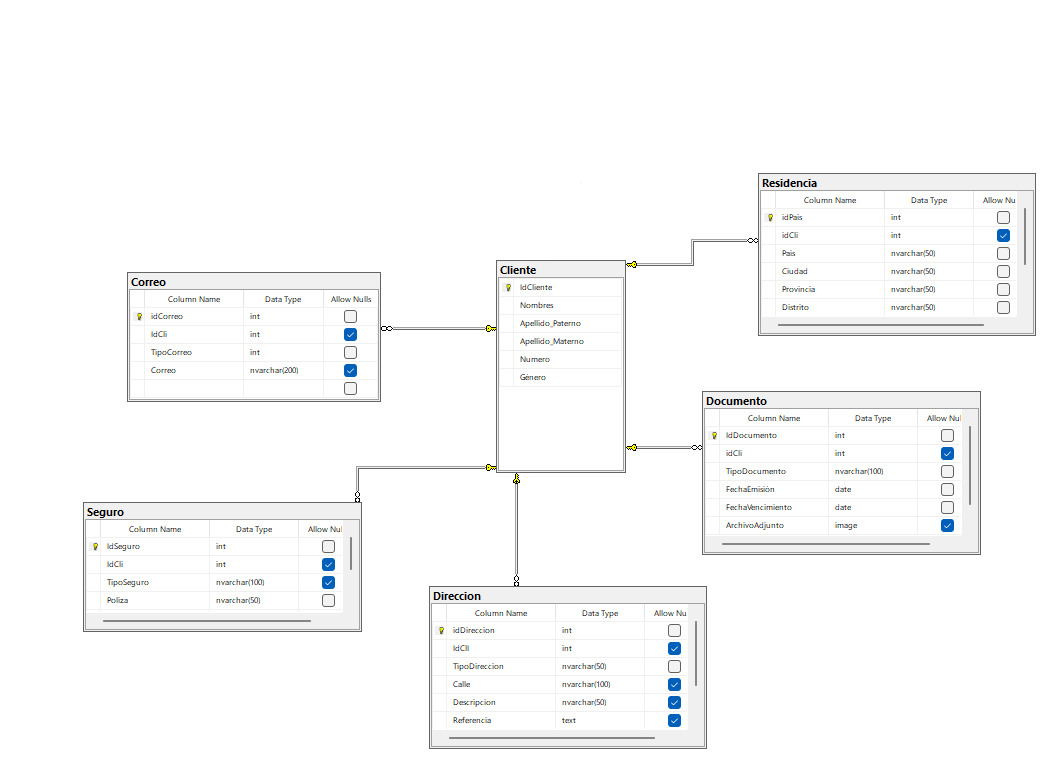 Residencia
Column Name Data Type Allow Nu
idPais int
idCli int
Pais nvarchar(50)
Ciudad nvarchar(50)
Provincia nvarchar(50)
Distrito nvarchar(50)
Cliente
IdCliente
Nombres
Apellido_Paterno
Apellido_Materno
Numero
Género
Correo
Column Name Data Type Allow Nulls
idCorreo int
IdCli int
TipoCorreo int
Correo nvarchar(200)
Documento
Column Name Data Type Allow Nul
IdDocumento int
idCli int
TipoDocumento nvarchar(100)
FechaEmisión date
FechaVencimiento date
ArchivoAdjunto image
Seguro
Column Name Data Type Allow Nul
IdSeguro int
IdCli int
TipoSeguro nvarchar(100)
Poliza nvarchar(50)
Direccion
Column Name Data Type Allow Nu
idDireccion int
IdCli int
TipoDireccion nvarchar(50)
Calle nvarchar(100)
Descripcion nvarchar(50)
Referencia text